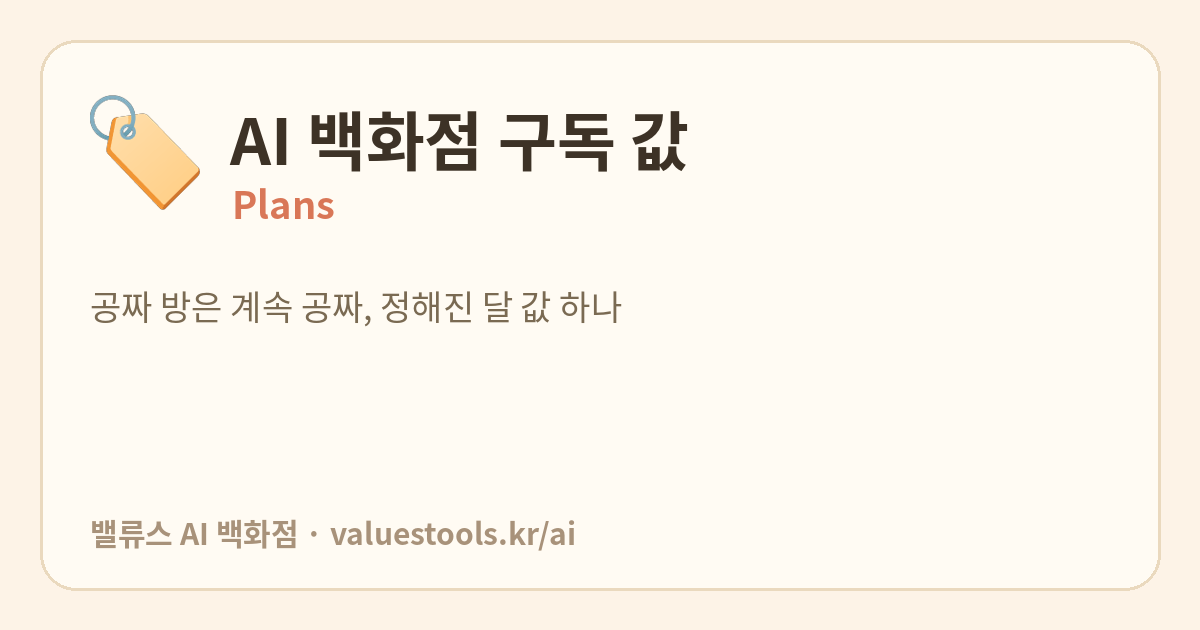 AI 백화점 구독 값
Plans
공짜 방은 계속 공짜, 정해진 달 값 하나
밸류스 AI 백화점 · valuestools.kr/ai